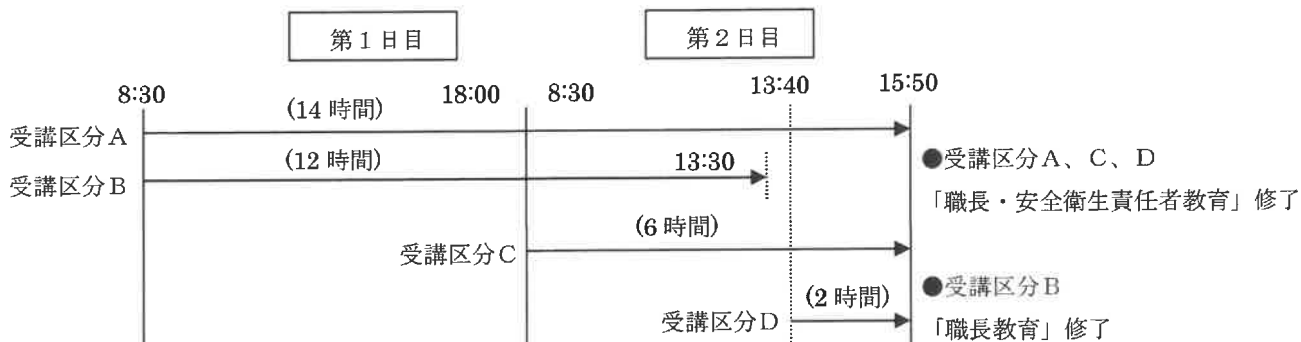 第1日目
第2日目
8:30
18:00
8:30
13:40
15:50
(14 時間)
受講区分A
(12 時間)
13:30
受講区分B
●受講区分A、C、D
「職長・安全衛生責任者教育」修了
(6 時間)
受講区分C
●受講区分B
(2 時間)
受講区分D
「職長教育」修了